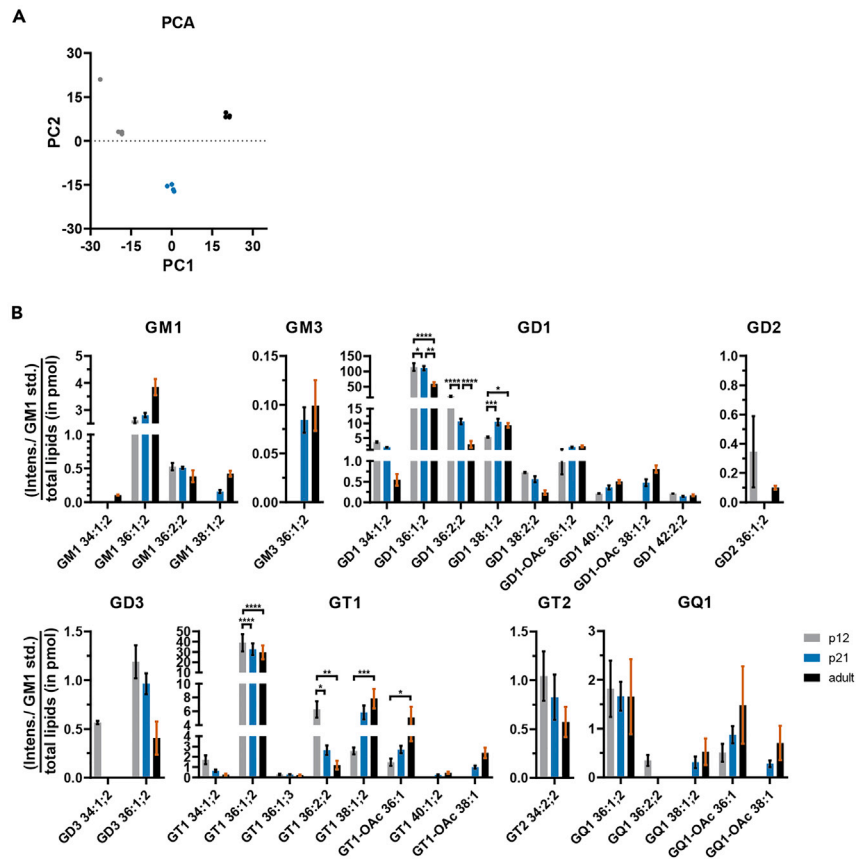 A
PCA
PC2
30
15
0
-15
-30
-30 -15 0 15 30
PC1
B
GM1
GM3
GD1
GD2
(Intens./ GM1 std.)
total lipids (in pmol)
5
4
3
2
1.0
0.5
0.0
GM1 34:1;2
GM1 36:1;2
GM1 36:2;2
GM1 38:1;2
0.15
0.10
0.05
0.00
GM3 36:1;2
150
100
50
15
10
5
1.0
0.5
0.0
****
* **
**** ****
***
*
GD1 34:1;2
GD1 36:1;2
GD1 36:2;2
GD1 38:1;2
GD1 38:2;2
GD1-OAc 36:1;2
GD1 40:1;2
GD1-OAc 38:1;2
GD1 42:2;2
1.0
0.8
0.6
0.4
0.2
0.0
GD2 36:1;2
GD3
GT1
GT2
GQ1
(Intens./ GM1 std.)
total lipids (in pmol)
1.5
1.0
0.5
0.0
GD3 34:1;2
GD3 36:1;2
50
40
30
20
10
8
6
4
2
1
0
****
****
**
*
***
*
GT1 34:1;2
GT1 36:1;2
GT1 36:1;3
GT1 36:2;2
GT1 38:1;2
GT1-OAc 36:1
GT1 40:1;2
GT1-OAc 38:1
2.0
1.5
1.0
0.5
0.0
GT2 34:2;2
3
2
1
0
GQ1 36:1;2
GQ1 36:2;2
GQ1 38:1;2
GQ1-OAc 36:1
GQ1-OAc 38:1
p12
p21
adult